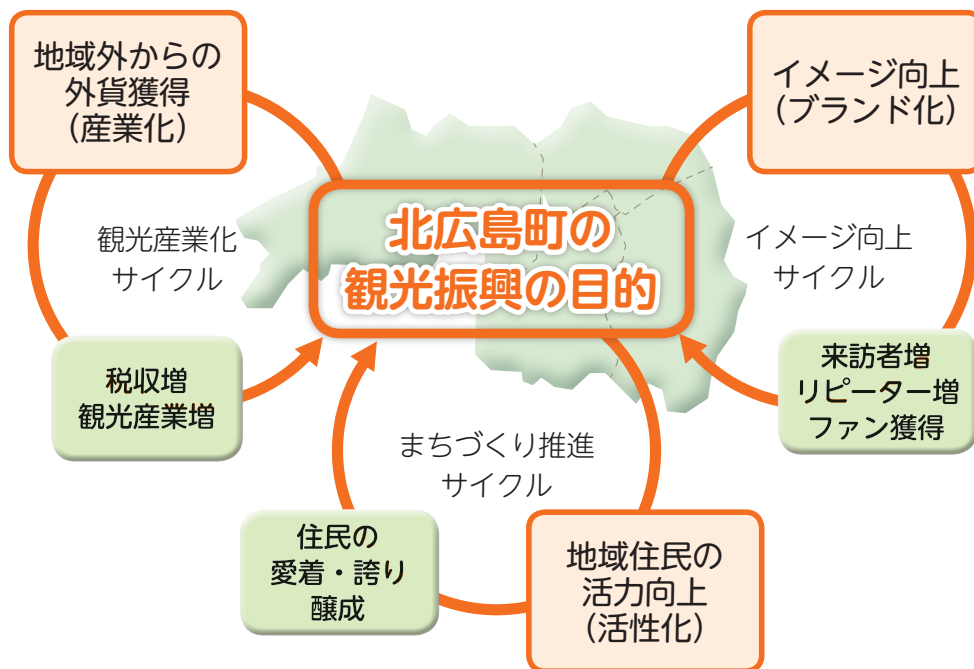 地域外からの
外貨獲得
（産業化）
イメージ向上
（ブランド化）
北広島町の
観光振興の目的
観光産業化
サイクル
イメージ向上
サイクル
税収増
観光産業増
来訪者増
リピーター増
ファン獲得
まちづくり推進
サイクル
住民の
愛着・誇り
醸成
地域住民の
活力向上
（活性化）